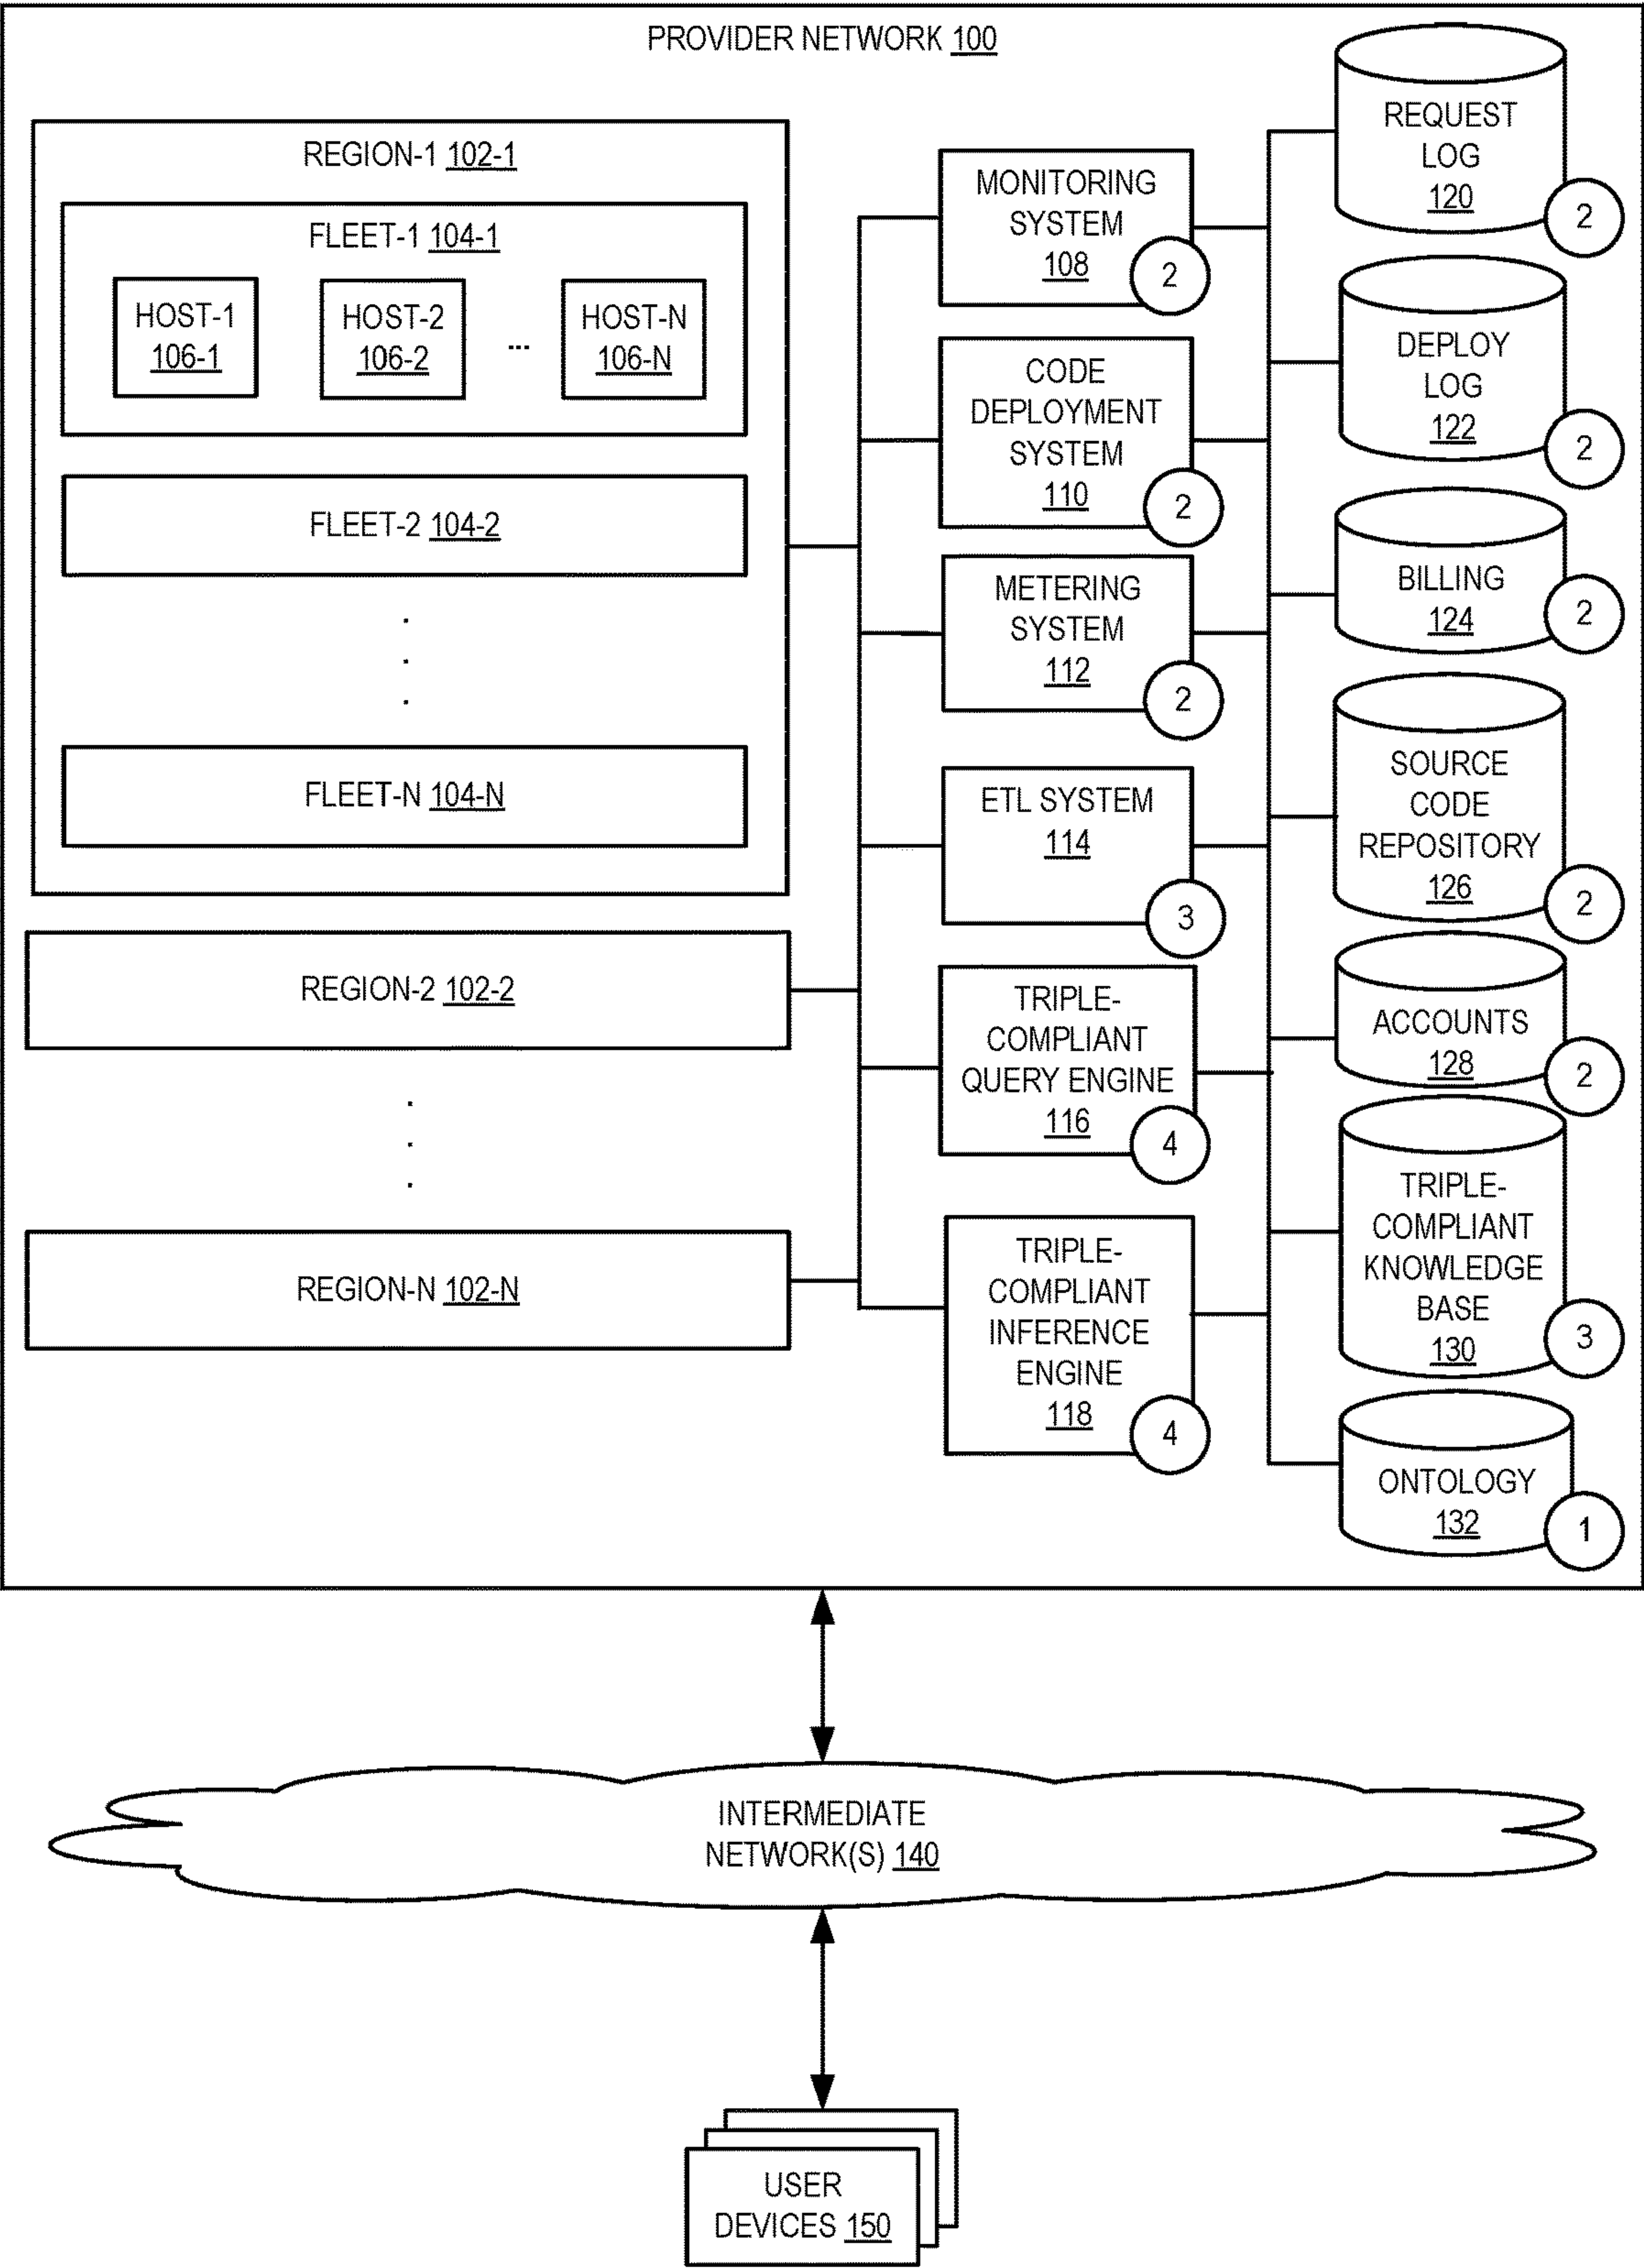 PROVIDER NETWORK 100
REGION-1 102-1
FLEET-1 104-1
HOST-1
106-1
HOST-2
106-2
...
HOST-N
106-N
FLEET-2 104-2
FLEET-N 104-N
REGION-2 102-2
REGION-N 102-N
MONITORING
SYSTEM
108
2
CODE
DEPLOYMENT
SYSTEM
110
2
METERING
SYSTEM
112
2
ETL SYSTEM
114
3
TRIPLE-
COMPLIANT
QUERY ENGINE
116
4
TRIPLE-
COMPLIANT
INFERENCE
ENGINE
118
4
REQUEST
LOG
120
2
DEPLOY
LOG
122
2
BILLING
124
2
SOURCE
CODE
REPOSITORY
126
2
ACCOUNTS
128
2
TRIPLE-
COMPLIANT
KNOWLEDGE
BASE
130
3
ONTOLOGY
132
1
INTERMEDIATE
NETWORK(S) 140
USER
DEVICES 150